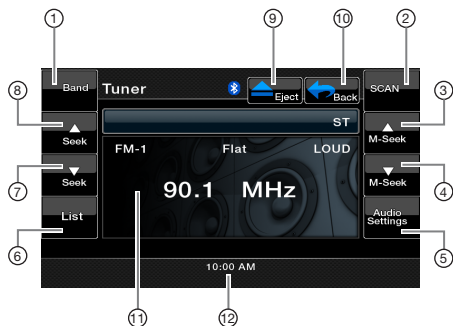 1 9 10 2
Band Tuner Eject Back SCAN
8 ST 3
Seek FM-1 Flat LOUD M-Seek
7 90.1 MHz 4
Seek M-Seek
List Audio
Settings
6 5
10:00 AM
11 12